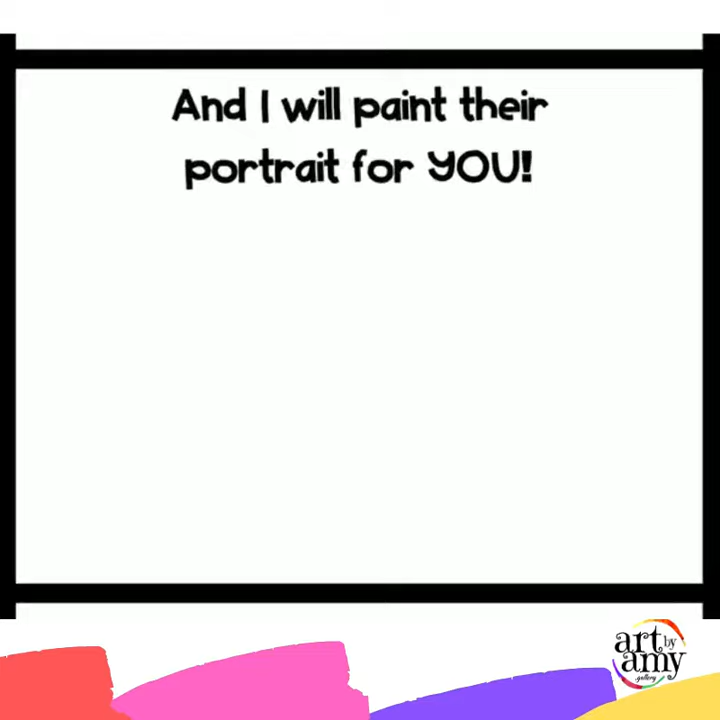 And I will paint their
portrait for YOU!
art by
amy
.gallery